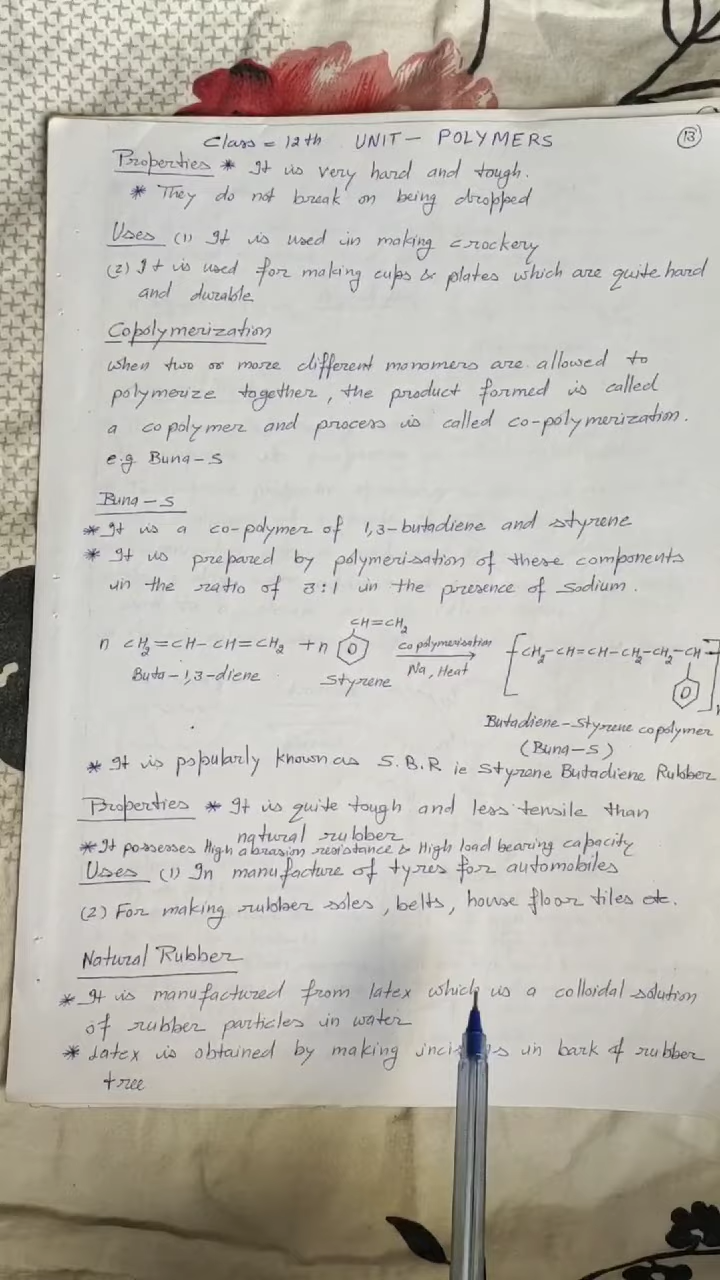 Class = 12th UNIT - POLYMERS 13
Properties * It is very hard and tough.
* They do not break on being dropped
Uses (1) It is used in making crockery
(2) It is used for making cups & plates which are quite hard
and durable
Copolymerization
when two or more different monomers are allowed to
polymerize together, the product formed is called
a copolymer and process is called co-polymerization.
e.g. Buna-S
Buna-S
* It is a co-polymer of 1,3-butadiene and styrene
* It is prepared by polymerisation of these components
in the ratio of 3:1 in the presence of Sodium.
CH=CH₂
n CH₂=CH-CH=CH₂ + n O copolymerisation [CH₂-CH=CH-CH₂-CH₂-CH]n
Buta-1,3-diene Styrene Na, Heat O
Butadiene-Styrene copolymer
(Buna-S)
* It is popularly known as S.B.R ie Styrene Butadiene Rubber
Properties * It is quite tough and less tensile than
natural rubber
* It possesses High abrasion resistance & High load bearing capacity
Uses (1) In manufacture of tyres for automobiles
(2) For making rubber soles, belts, house floor tiles etc.
Natural Rubber
* It is manufactured from latex which is a colloidal solution
of rubber particles in water
* Latex is obtained by making in bark of rubber
tree